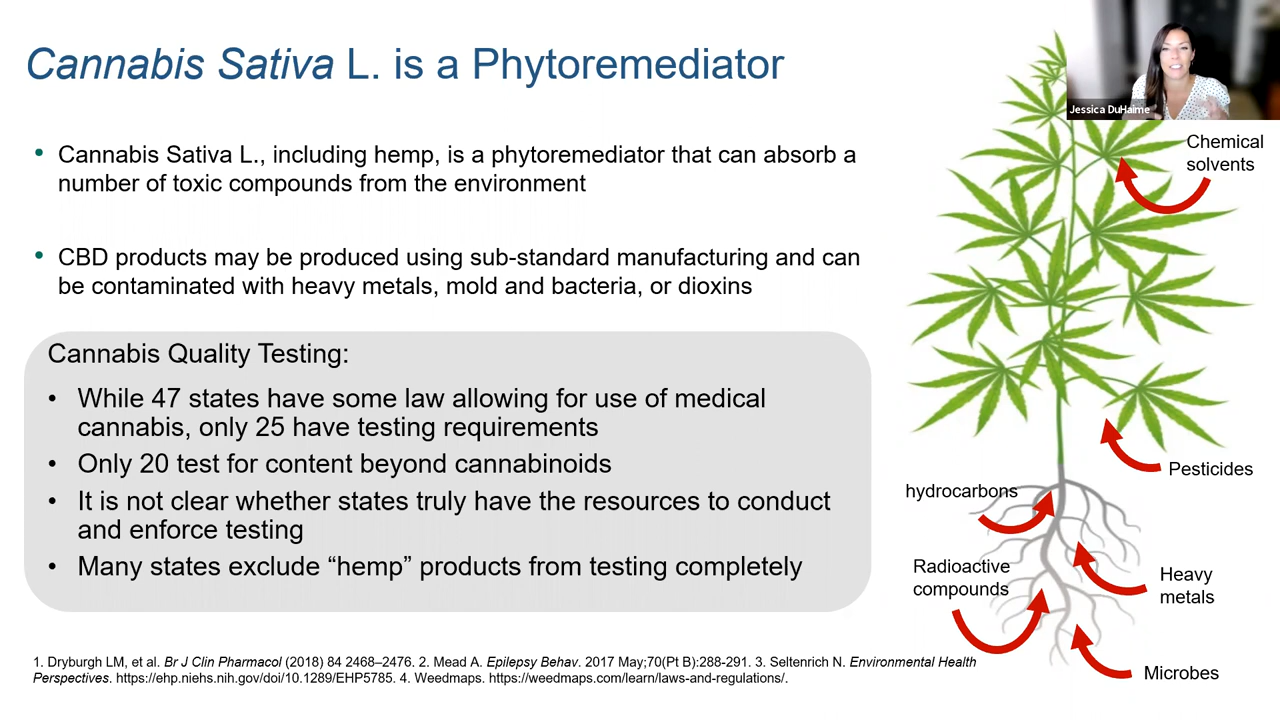 Cannabis Sativa L. is a Phytoremediator
Jessica DuHaime
• Cannabis Sativa L., including hemp, is a phytoremediator that can absorb a
number of toxic compounds from the environment
• CBD products may be produced using sub-standard manufacturing and can
be contaminated with heavy metals, mold and bacteria, or dioxins
Cannabis Quality Testing:
• While 47 states have some law allowing for use of medical
cannabis, only 25 have testing requirements
• Only 20 test for content beyond cannabinoids
• It is not clear whether states truly have the resources to conduct
and enforce testing
• Many states exclude “hemp” products from testing completely
Chemical
solvents
Pesticides
hydrocarbons
Radioactive
compounds
Heavy
metals
Microbes
1. Dryburgh LM, et al. Br J Clin Pharmacol (2018) 84 2468–2476. 2. Mead A. Epilepsy Behav. 2017 May;70(Pt B):288-291. 3. Seltenrich N. Environmental Health
Perspectives. https://ehp.niehs.nih.gov/doi/10.1289/EHP5785. 4. Weedmaps. https://weedmaps.com/learn/laws-and-regulations/.